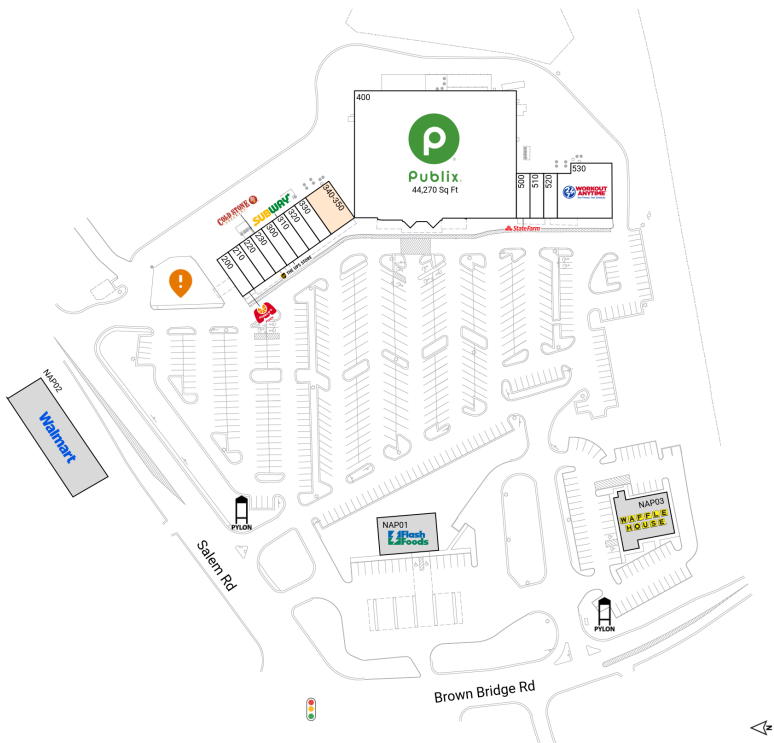 400
Publix
44,270 Sq Ft
500
510
520
530
WORKOUT
ANYTIME
StateFarm
COLD STONE
SUBWAY
340-350
330
320
310
300
230
220
210
200
THE UPS STORE
!
NAP02
Walmart
PYLON
Salem Rd
NAP01
Flash
Foods
NAP03
WAFFLE
HOUSE
PYLON
Brown Bridge Rd
N